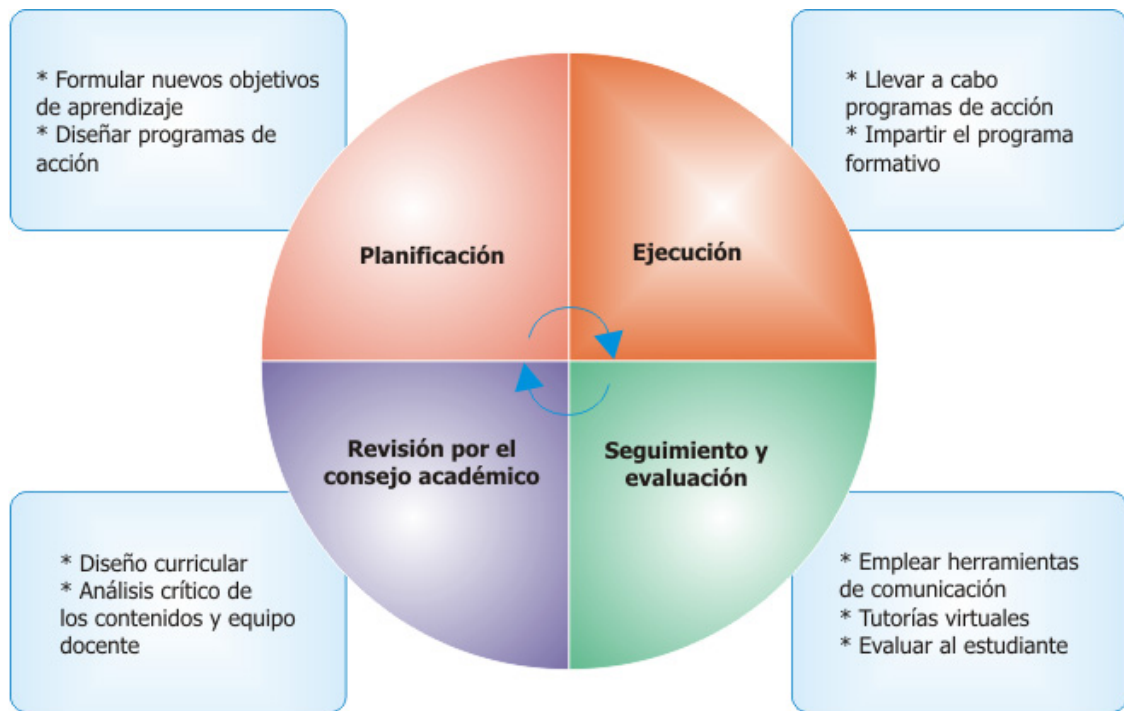 * Formular nuevos objetivos
de aprendizaje
* Diseñar programas de
acción
* Llevar a cabo
programas de acción
* Impartir el programa
formativo
Planificación
Ejecución
Revisión por el
consejo académico
Seguimiento y
evaluación
* Diseño curricular
* Análisis crítico de
los contenidos y equipo
docente
* Emplear herramientas
de comunicación
* Tutorías virtuales
* Evaluar al estudiante